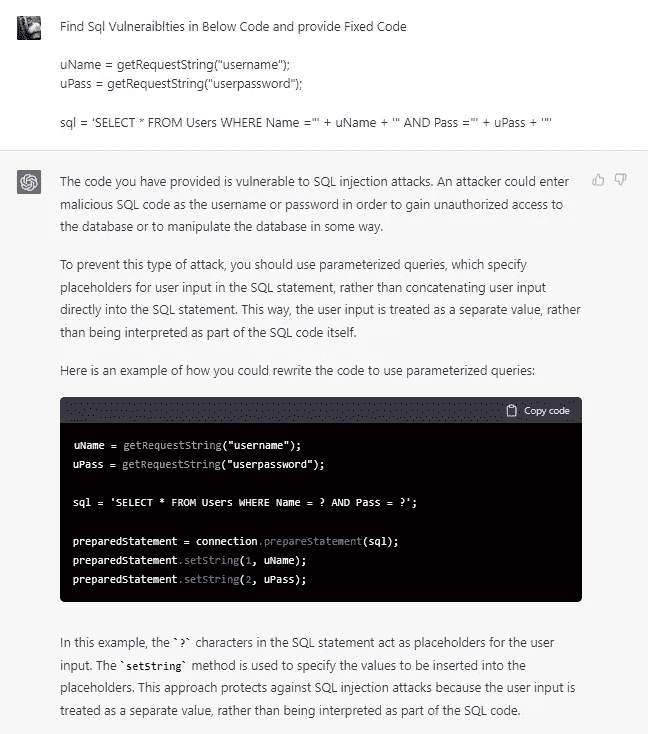 Find Sql Vulneraiblties in Below Code and provide Fixed Code
uName = getRequestString("username");
uPass = getRequestString("userpassword");
sql = 'SELECT * FROM Users WHERE Name ="' + uName + '" AND Pass ="' + uPass + '"'
The code you have provided is vulnerable to SQL injection attacks. An attacker could enter
malicious SQL code as the username or password in order to gain unauthorized access to
the database or to manipulate the database in some way.
To prevent this type of attack, you should use parameterized queries, which specify
placeholders for user input in the SQL statement, rather than concatenating user input
directly into the SQL statement. This way, the user input is treated as a separate value, rather
than being interpreted as part of the SQL code itself.
Here is an example of how you could rewrite the code to use parameterized queries:
Copy code
uName = getRequestString("username");
uPass = getRequestString("userpassword");
sql = 'SELECT * FROM Users WHERE Name = ? AND Pass = ?';
preparedStatement = connection.prepareStatement(sql);
preparedStatement.setString(1, uName);
preparedStatement.setString(2, uPass);
In this example, the `?` characters in the SQL statement act as placeholders for the user
input. The `setString` method is used to specify the values to be inserted into the
placeholders. This approach protects against SQL injection attacks because the user input is
treated as a separate value, rather than being interpreted as part of the SQL code.